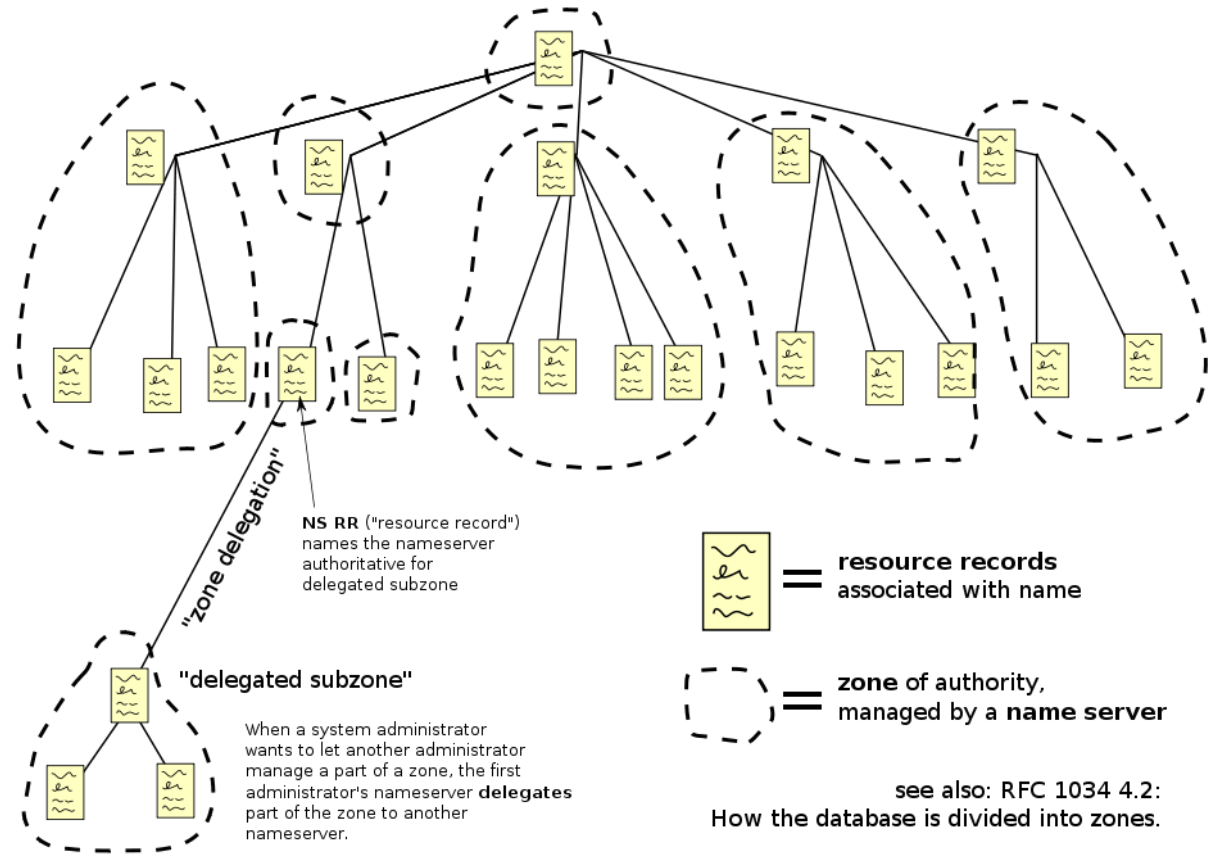 "zone delegation"
NS RR ("resource record")
names the nameserver
authoritative for
delegated subzone
"delegated subzone"
When a system administrator
wants to let another administrator
manage a part of a zone, the first
administrator's nameserver delegates
part of the zone to another
nameserver.
= resource records
associated with name
= zone of authority,
managed by a name server
see also: RFC 1034 4.2:
How the database is divided into zones.